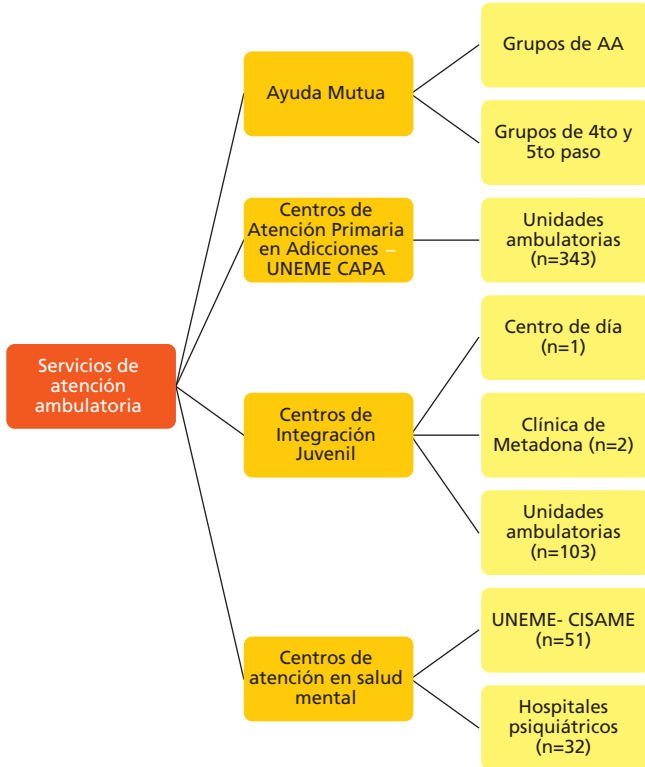 Servicios de
atención
ambulatoria
Ayuda Mutua
Grupos de AA
Grupos de 4to y
5to paso
Centros de
Atención Primaria
en Adicciones –
UNEME CAPA
Unidades
ambulatorias
(n=343)
Centros de
Integración
Juvenil
Centro de día
(n=1)
Clínica de
Metadona (n=2)
Unidades
ambulatorias
(n=103)
Centros de
atención en salud
mental
UNEME- CISAME
(n=51)
Hospitales
psiquiátricos
(n=32)